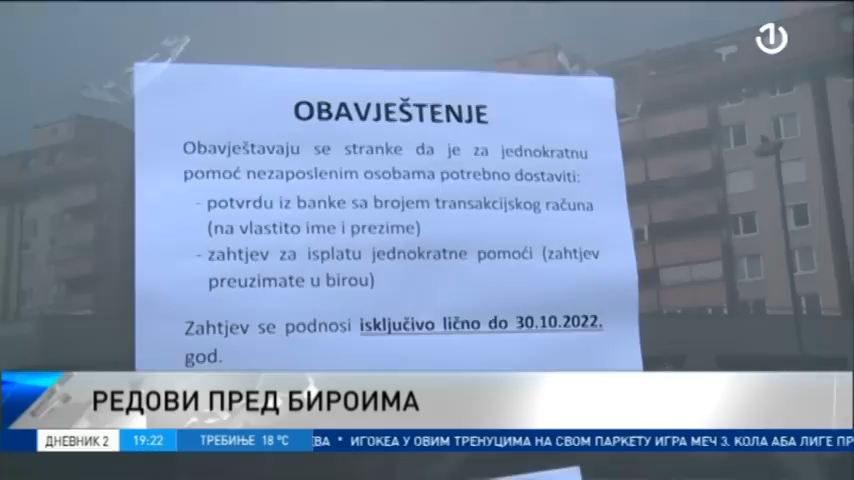 1
OBAVJEŠTENJE
Obavještavaju se stranke da je za jednokratnu
pomoć nezaposlenim osobama potrebno dostaviti:
- potvrdu iz banke sa brojem transakcijskog računa
(na vlastito ime i prezime)
- zahtjev za isplatu jednokratne pomoći (zahtjev
preuzimate u birou)
Zahtjev se podnosi isključivo lično do 30.10.2022.
god.
РЕДОВИ ПРЕД БИРОИМА
ДНЕВНИК 2 19:22 ТРЕБИЊЕ 18 °C ЕВА * ИГОКЕА У ОВИМ ТРЕНУЦИМА НА СВОМ ПАРКЕТУ ИГРА МЕЧ 3. КОЛА АБА ЛИГЕ ПР